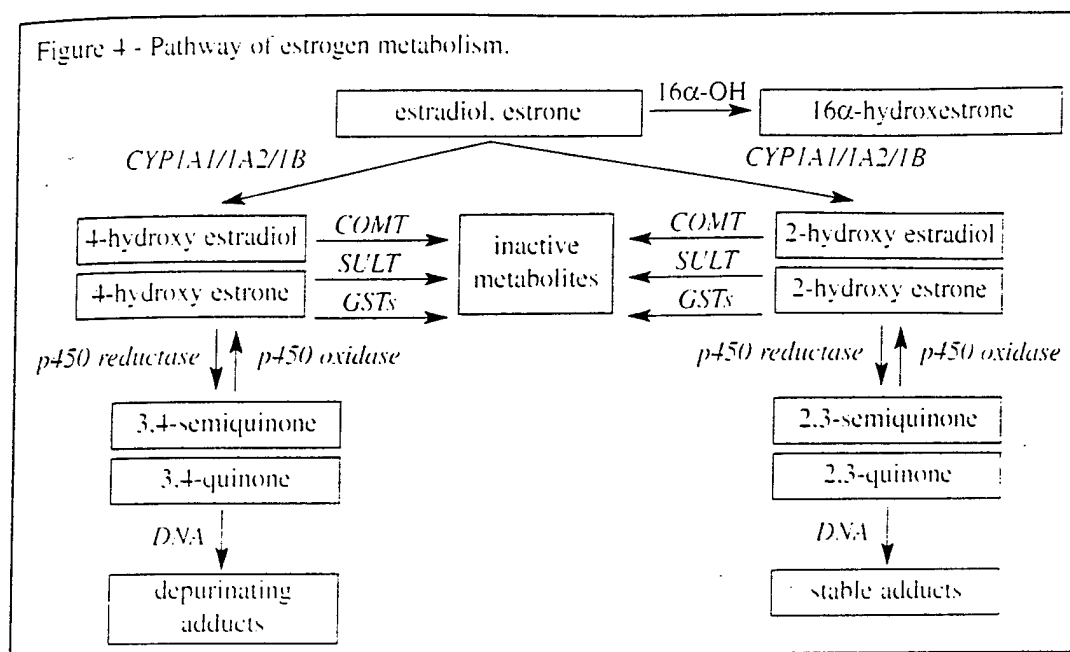 Figure 4 - Pathway of estrogen metabolism.
16α-OH
estradiol, estrone
16α-hydroxestrone
CYP1A1/1A2/1B
CYP1A1/1A2/1B
4-hydroxy estradiol
COMT
inactive
metabolites
COMT
2-hydroxy estradiol
SULT
SULT
4-hydroxy estrone
GSTs
GSTs
2-hydroxy estrone
p450 reductase
p450 oxidase
p450 reductase
p450 oxidase
3,4-semiquinone
2,3-semiquinone
3,4-quinone
2,3-quinone
DNA
DNA
depurinating
adducts
stable adducts